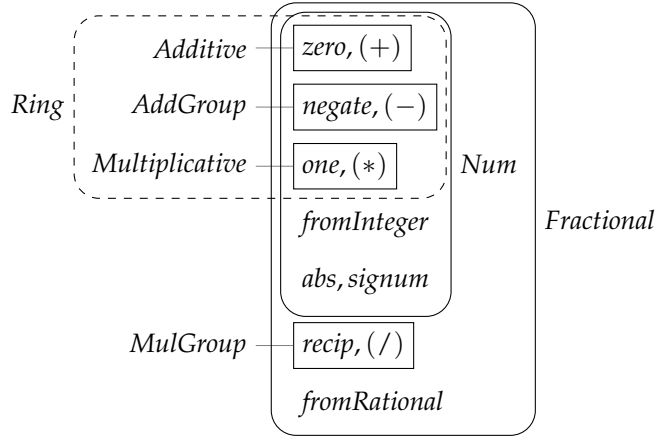 Additive zero, (+)
Ring AddGroup negate, (−)
Multiplicative one, (∗) Num
fromInteger Fractional
abs, signum
MulGroup recip, (/)
fromRational